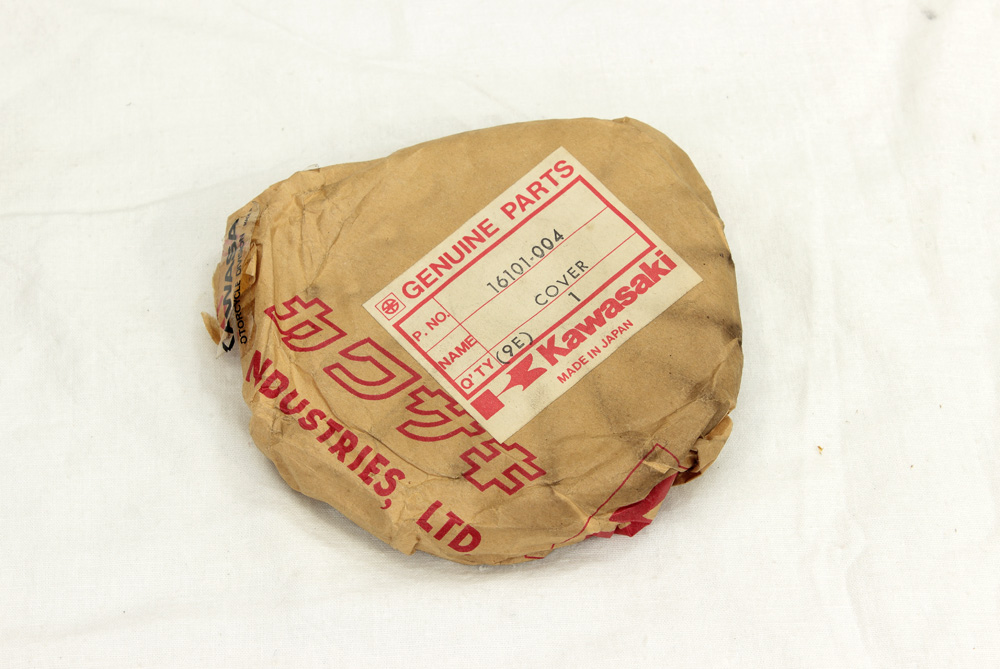 GENUINE PARTS
P. NO. 16101-004
NAME COVER
Q'TY (9E) 1
Kawasaki
MADE IN JAPAN
カワサキ
NDUSTRIES, LTD